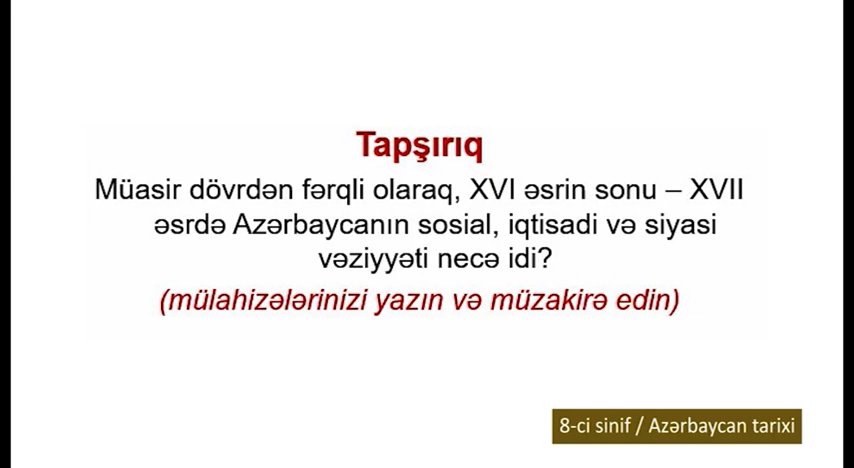 Tapşırıq
Müasir dövrdən fərqli olaraq, XVI əsrin sonu – XVII
əsrdə Azərbaycanın sosial, iqtisadi və siyasi
vəziyyəti necə idi?
(mülahizələrinizi yazın və müzakirə edin)
8-ci sinif / Azərbaycan tarixi